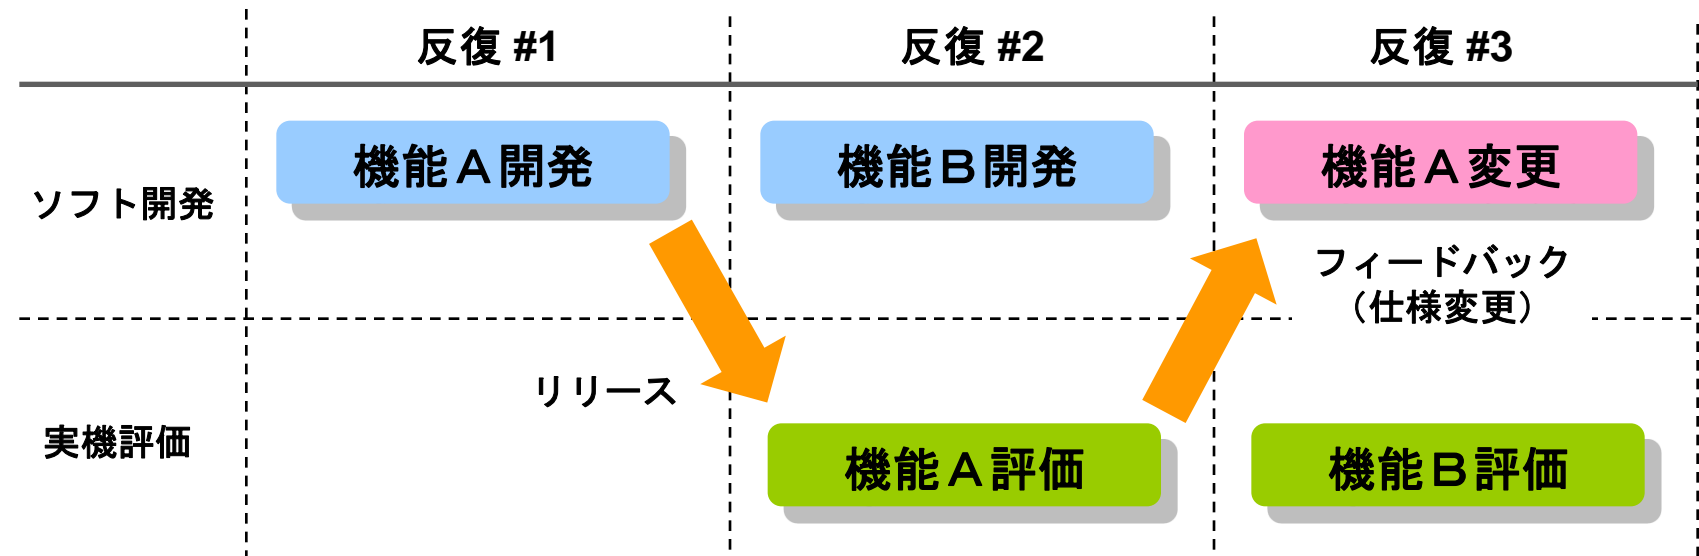 反復 #1
反復 #2
反復 #3
ソフト開発
機能Ａ開発
機能Ｂ開発
機能Ａ変更
フィードバック
（仕様変更）
リリース
実機評価
機能Ａ評価
機能Ｂ評価